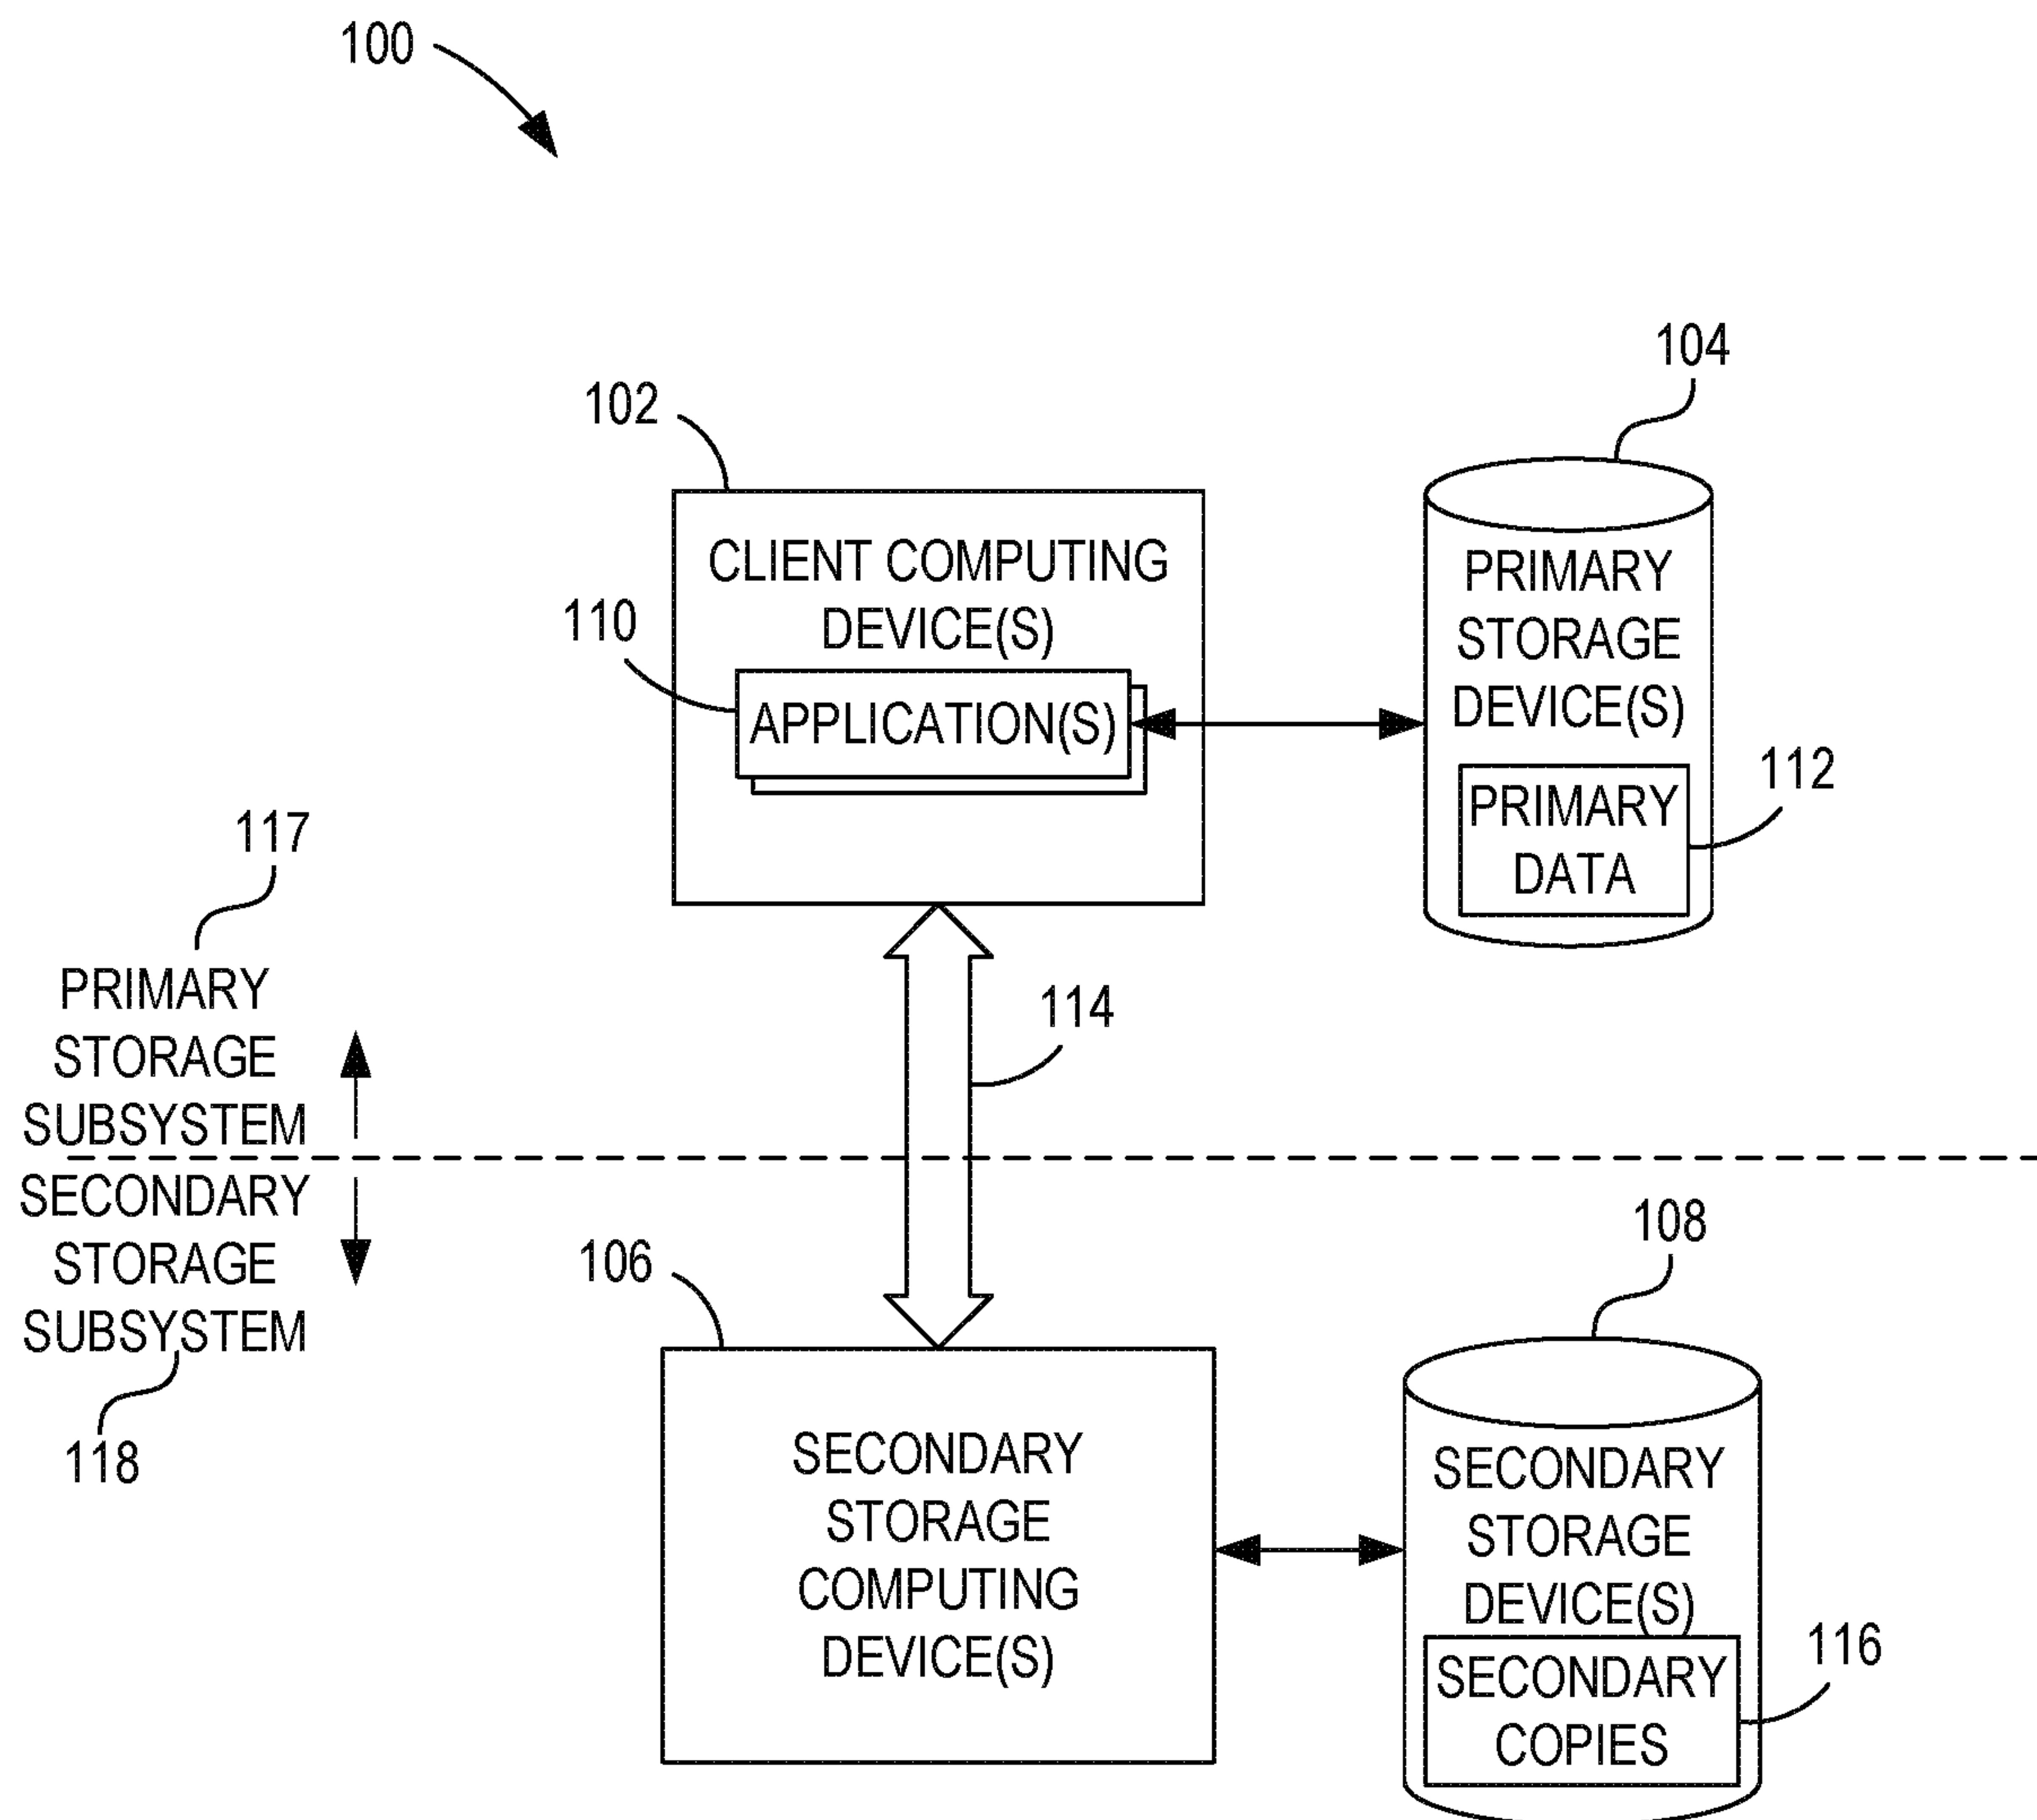 100
104
102
CLIENT COMPUTING
DEVICE(S)
110
APPLICATION(S)
PRIMARY
STORAGE
DEVICE(S)
112
PRIMARY
DATA
117
PRIMARY
STORAGE
SUBSYSTEM
114
SECONDARY
STORAGE
SUBSYSTEM
118
106
108
SECONDARY
STORAGE
COMPUTING
DEVICE(S)
SECONDARY
STORAGE
DEVICE(S)
116
SECONDARY
COPIES